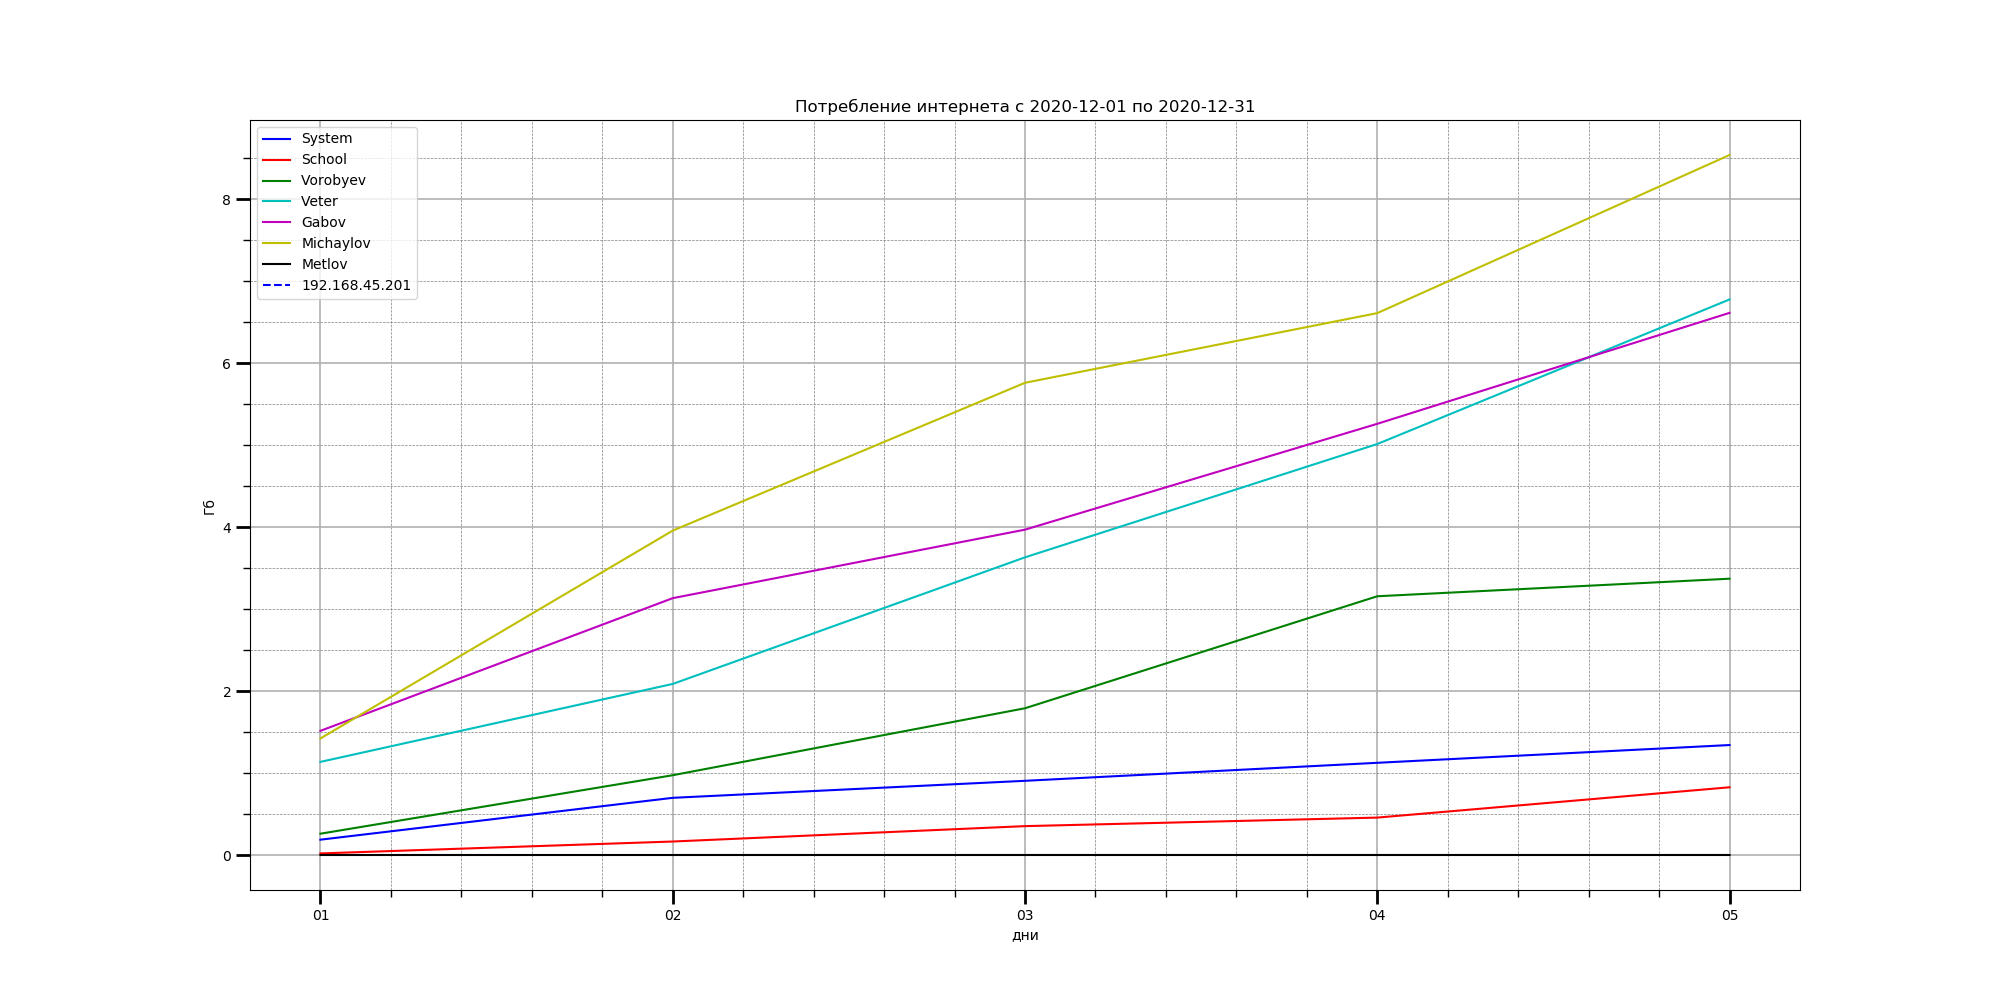 Потребление интернета с 2020-12-01 по 2020-12-31
System
School
Vorobyev
Veter
Gabov
Michaylov
Metlov
192.168.45.201
8
6
4
2
0
Гб
01 02 03 04 05
дни